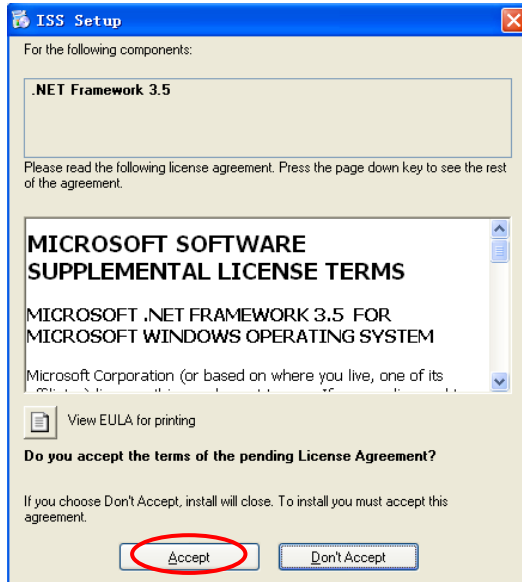 ISS Setup
For the following components:
.NET Framework 3.5
Please read the following license agreement. Press the page down key to see the rest
of the agreement.
MICROSOFT SOFTWARE
SUPPLEMENTAL LICENSE TERMS
MICROSOFT .NET FRAMEWORK 3.5 FOR
MICROSOFT WINDOWS OPERATING SYSTEM
Microsoft Corporation (or based on where you live, one of its
View EULA for printing
Do you accept the terms of the pending License Agreement?
If you choose Don't Accept, install will close. To install you must accept this
agreement.
Accept
Don't Accept